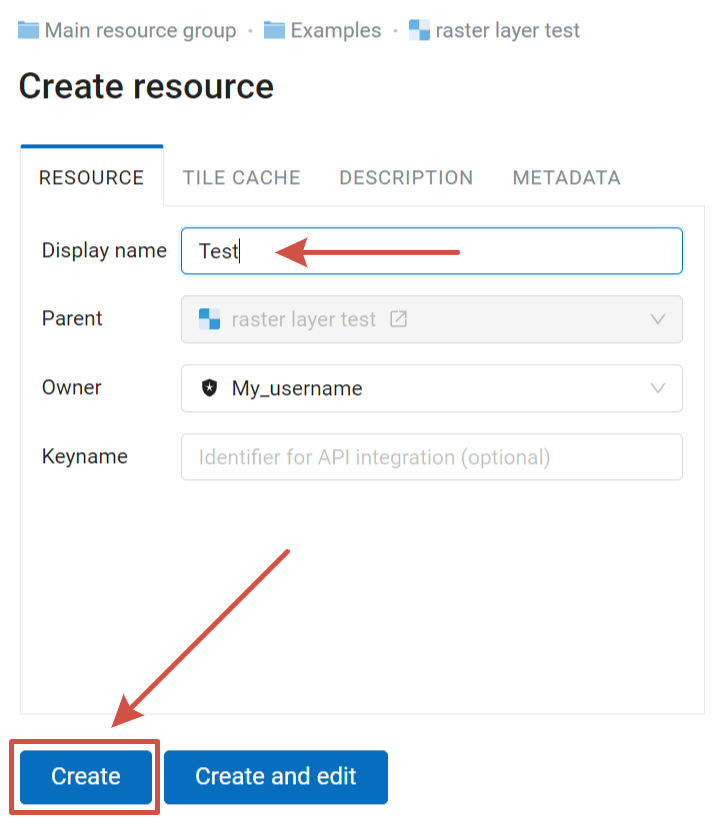 Main resource group · Examples · raster layer test
Create resource
RESOURCE TILE CACHE DESCRIPTION METADATA
Display name Test
Parent raster layer test
Owner My_username
Keyname Identifier for API integration (optional)
Create Create and edit